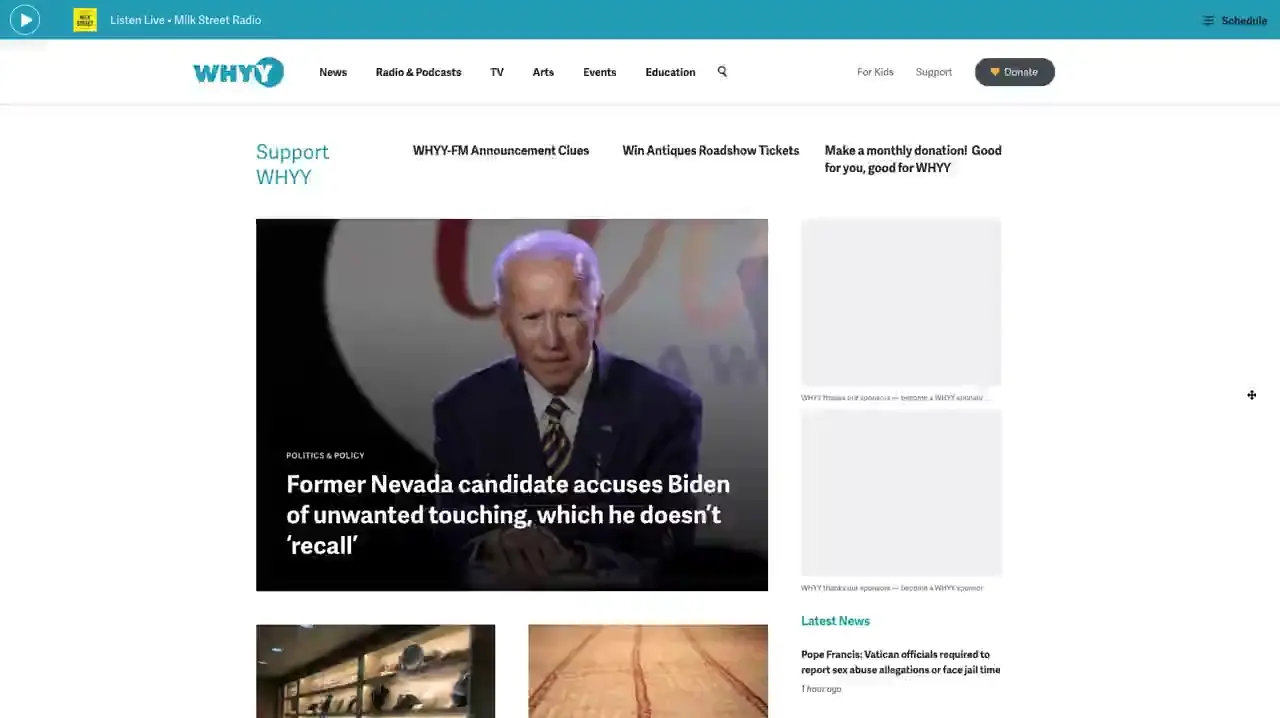 MILK STREET
Listen Live • Milk Street Radio
Schedule
WHYY
News
Radio & Podcasts
TV
Arts
Events
Education
For Kids
Support
Donate
Support
WHYY
WHYY-FM Announcement Clues
Win Antiques Roadshow Tickets
Make a monthly donation! Good
for you, good for WHYY
POLITICS & POLICY
Former Nevada candidate accuses Biden
of unwanted touching, which he doesn’t
‘recall’
WHYY thanks our sponsors — become a WHYY sponsor
WHYY thanks our sponsors — become a WHYY sponsor
Latest News
Pope Francis: Vatican officials required to
report sex abuse allegations or face jail time
1 hour ago